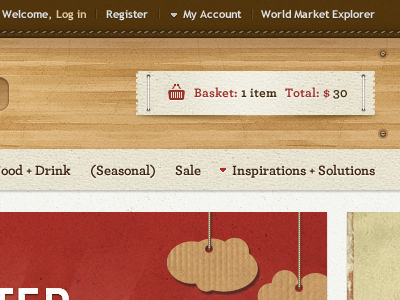 Welcome, Log in Register My Account World Market Explorer
Basket: 1 item Total: $ 30
Food + Drink (Seasonal) Sale Inspirations + Solutions